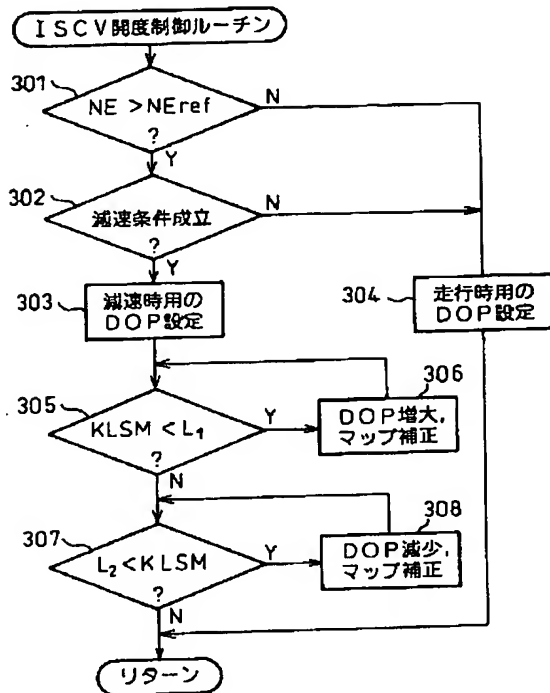 ISCV開度制御ルーチン
301
NE>NEref
?
N
Y
302
減速条件成立
?
N
Y
303
減速時用の
DOP設定
304
走行時用の
DOP設定
305
KLSM<L1
?
Y
N
306
DOP増大,
マップ補正
307
L2<KLSM
?
Y
N
308
DOP減少,
マップ補正
リターン